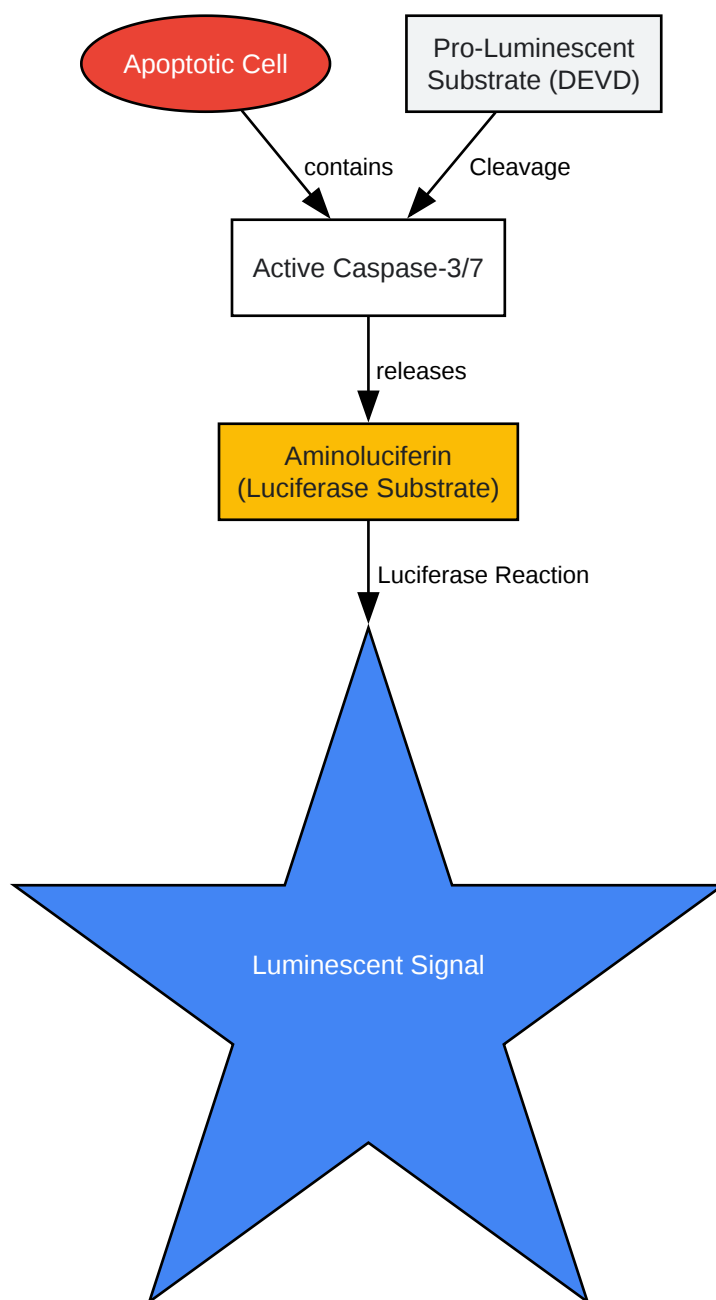 Apoptotic Cell
Pro-Luminescent
Substrate (DEVD)
contains
Cleavage
Active Caspase-3/7
releases
Aminoluciferin
(Luciferase Substrate)
Luciferase Reaction
Luminescent Signal